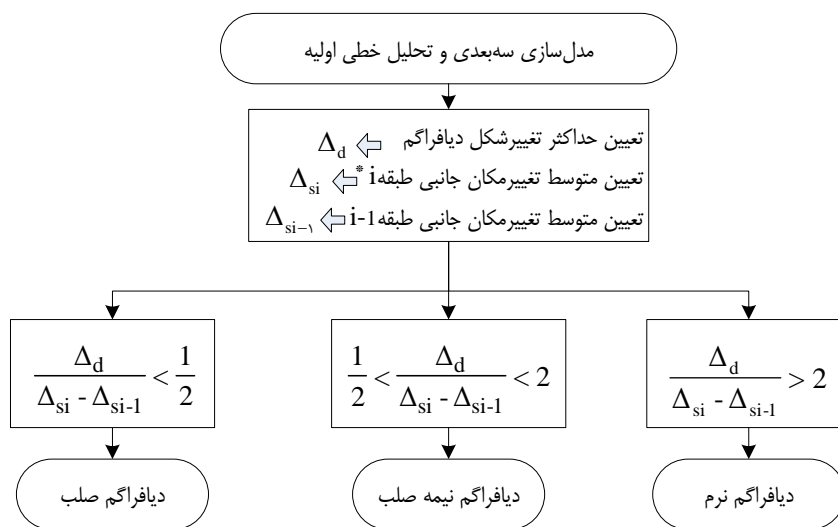 مدل‌سازی سه‌بعدی و تحلیل خطی اولیه
تعیین حداکثر تغییرشکل دیافراگم ⇦ Δd
تعیین متوسط تغییرمکان جانبی طبقه i* ⇦ Δsi
تعیین متوسط تغییرمکان جانبی طبقه i-1 ⇦ Δsi−۱
Δd / (Δsi - Δsi-1) > 2
1/2 < Δd / (Δsi - Δsi-1) < 2
Δd / (Δsi - Δsi-1) < 1/2
دیافراگم نرم
دیافراگم نیمه صلب
دیافراگم صلب